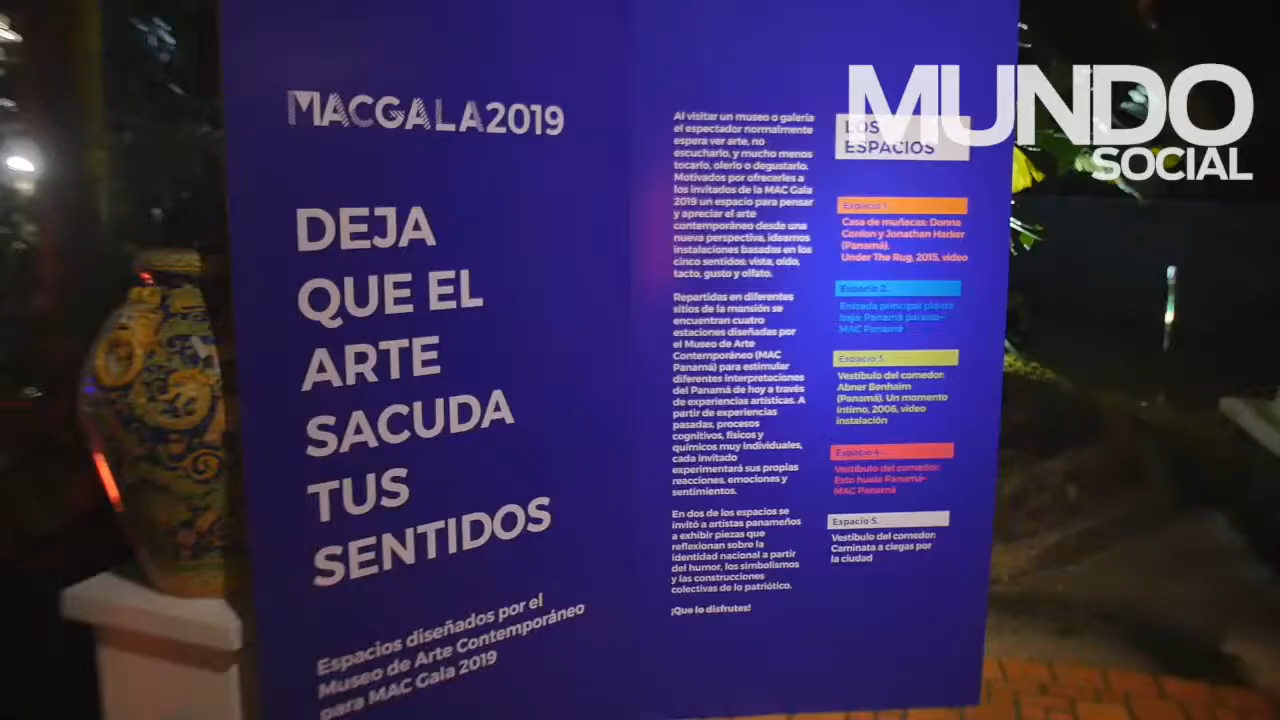 MACGALA2019
DEJA
QUE EL
ARTE
SACUDA
TUS
SENTIDOS
Espacios diseñados por el
Museo de Arte Contemporáneo
para MAC Gala 2019
Al visitar un museo o galería
el espectador normalmente
espera ver arte, no
escucharlo, y mucho menos
tocarlo, olerlo o degustarlo.
Motivados por ofrecerles a
los invitados de la MAC Gala
2019 un espacio para pensar
y apreciar el arte
contemporáneo desde una
nueva perspectiva, ideamos
instalaciones basadas en los
cinco sentidos: vista, oído,
tacto, gusto y olfato.
Repartidas en diferentes
sitios de la mansión se
encuentran cuatro
estaciones diseñadas por
el Museo de Arte
Contemporáneo (MAC
Panamá) para estimular
diferentes interpretaciones
del Panamá de hoy a través
de experiencias artísticas. A
partir de experiencias
pasadas, procesos
cognitivos, físicos y
químicos muy individuales,
cada invitado
experimentará sus propias
reacciones, emociones y
sentimientos.
En dos de los espacios se
invitó a artistas panameños
a exhibir piezas que
reflexionan sobre la
identidad nacional a partir
del humor, los simbolismos
y las construcciones
colectivas de lo patriótico.
¡Que lo disfrutes!
LOS
ESPACIOS
Espacio 1.
Casa de muñecas: Donna
Conlon y Jonathan Harker
(Panamá).
Under The Rug, 2015, video
Espacio 2.
Entrada principal planta
baja: Panamá paraíso–
MAC Panamá
Espacio 3.
Vestíbulo del comedor:
Abner Benhaim
(Panamá). Un momento
íntimo, 2006, video
instalación
Espacio 4.
Vestíbulo del comedor:
Esto huele Panamá–
MAC Panamá
Espacio 5.
Vestíbulo del comedor:
Caminata a ciegas por
la ciudad
MUNDO
SOCIAL